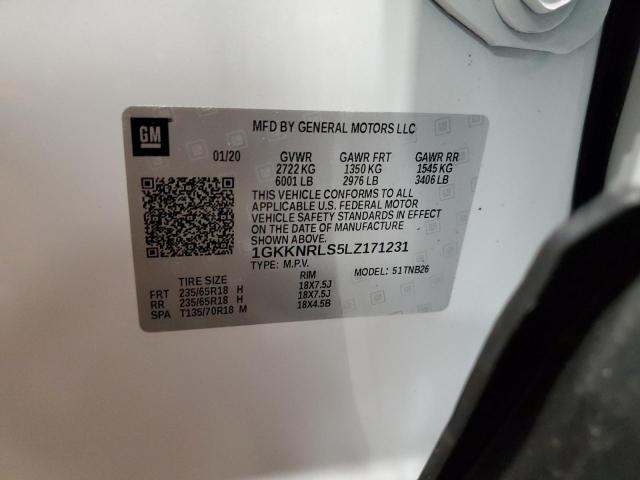 GM
MFD BY GENERAL MOTORS LLC
01/20 GVWR GAWR FRT GAWR RR
2722 KG 1350 KG 1545 KG
6001 LB 2976 LB 3406 LB
THIS VEHICLE CONFORMS TO ALL
APPLICABLE U.S. FEDERAL MOTOR
VEHICLE SAFETY STANDARDS IN EFFECT
ON THE DATE OF MANUFACTURE
SHOWN ABOVE.
1GKKNRLS5LZ171231
TYPE: M.P.V. MODEL: 51TNB26
TIRE SIZE RIM
FRT 235/65R18 H 18X7.5J
RR 235/65R18 H 18X7.5J
SPA T135/70R18 M 18X4.5B